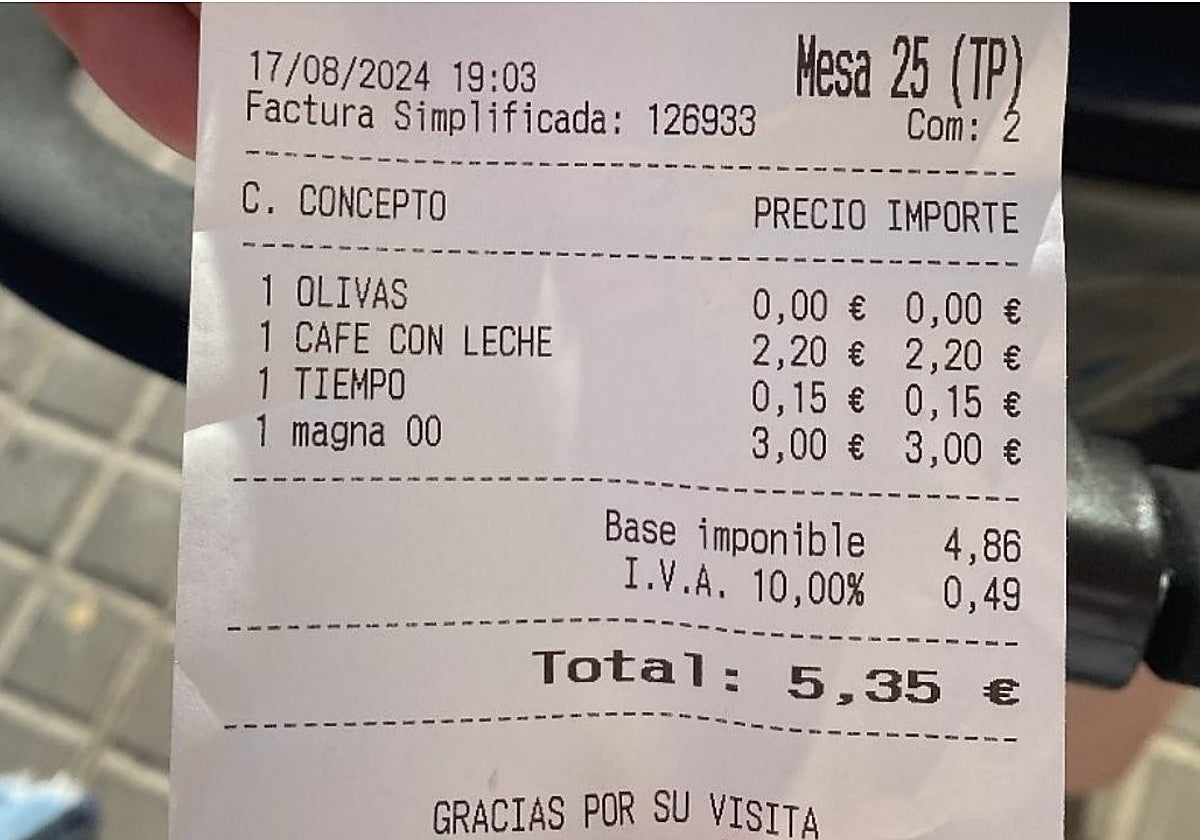 17/08/2024 19:03 Mesa 25 (TP)
Factura Simplificada: 126933 Com: 2
C. CONCEPTO PRECIO IMPORTE
1 OLIVAS 0,00 € 0,00 €
1 CAFE CON LECHE 2,20 € 2,20 €
1 TIEMPO 0,15 € 0,15 €
1 magna 00 3,00 € 3,00 €
Base imponible 4,86
I.V.A. 10,00% 0,49
Total: 5,35 €
GRACIAS POR SU VISITA